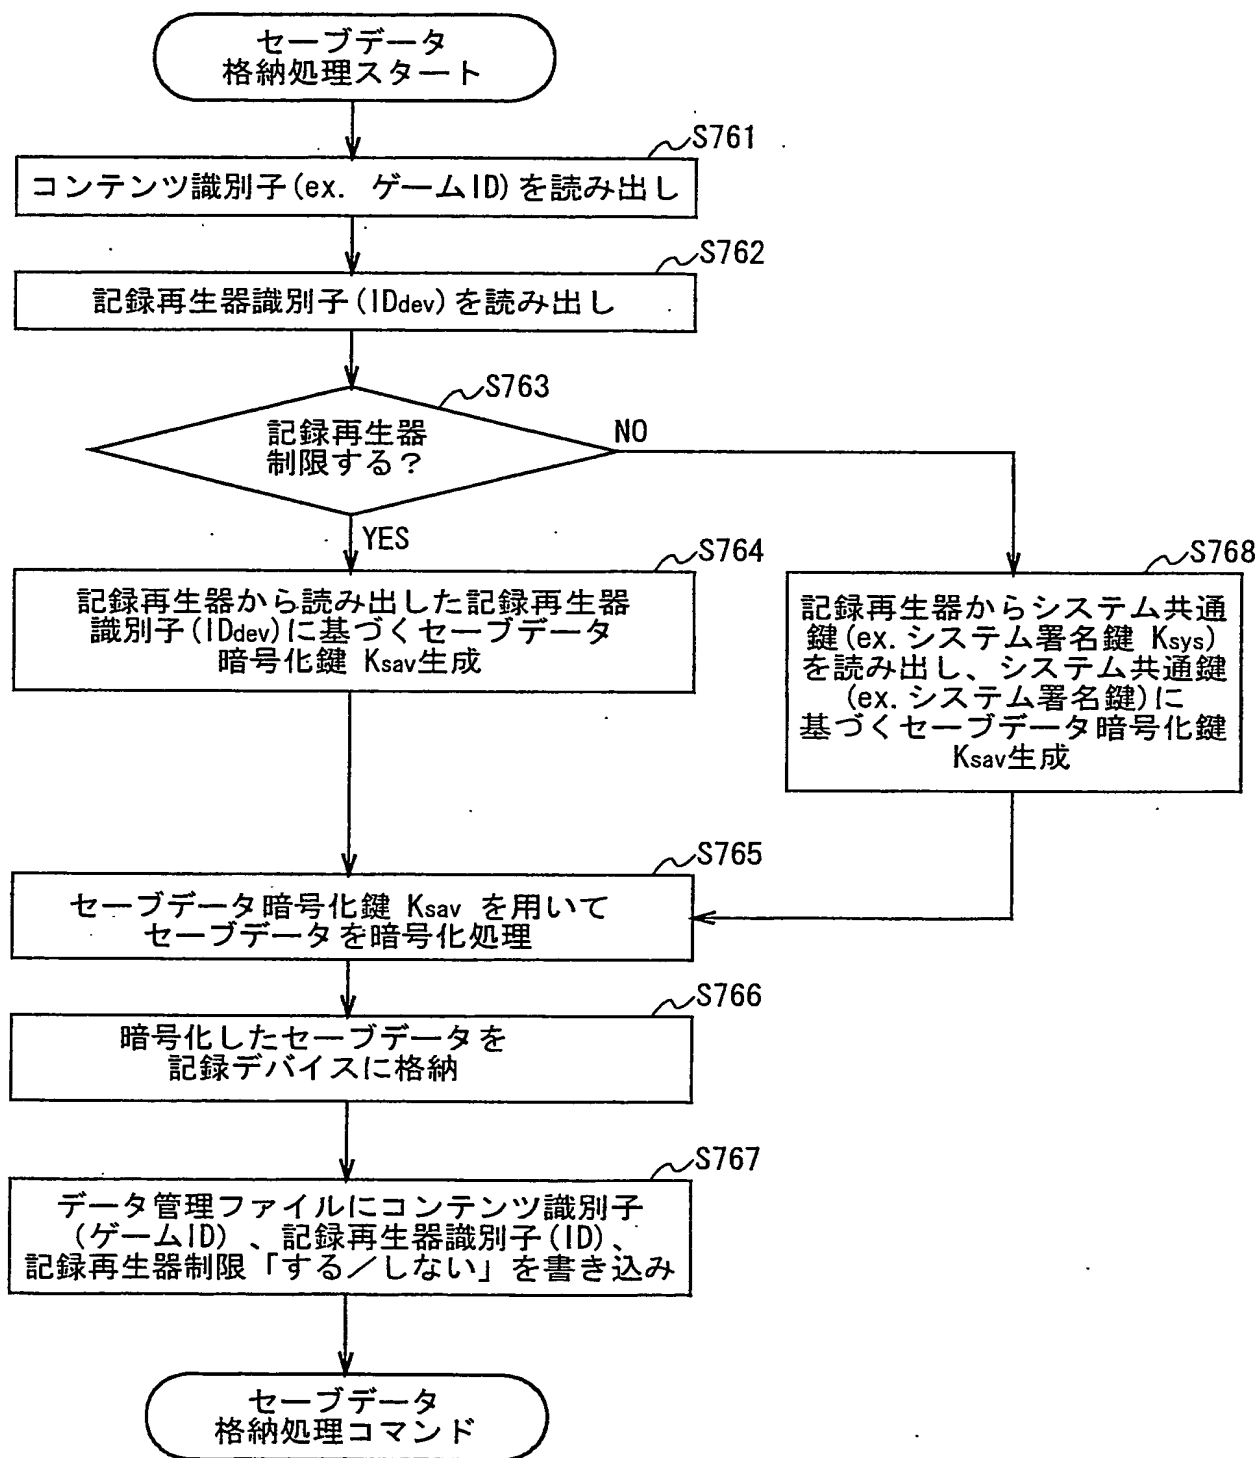 セーブデータ
格納処理スタート
S761
コンテンツ識別子(ex. ゲームID)を読み出し
S762
記録再生器識別子(IDdev)を読み出し
S763
記録再生器
制限する?
NO
YES
S764
記録再生器から読み出した記録再生器
識別子(IDdev)に基づくセーブデータ
暗号化鍵 Ksav生成
S768
記録再生器からシステム共通
鍵(ex.システム署名鍵 Ksys)
を読み出し、システム共通鍵
(ex.システム署名鍵)に
基づくセーブデータ暗号化鍵
Ksav生成
S765
セーブデータ暗号化鍵 Ksav を用いて
セーブデータを暗号化処理
S766
暗号化したセーブデータを
記録デバイスに格納
S767
データ管理ファイルにコンテンツ識別子
(ゲームID)、記録再生器識別子(ID)、
記録再生器制限「する/しない」を書き込み
セーブデータ
格納処理コマンド